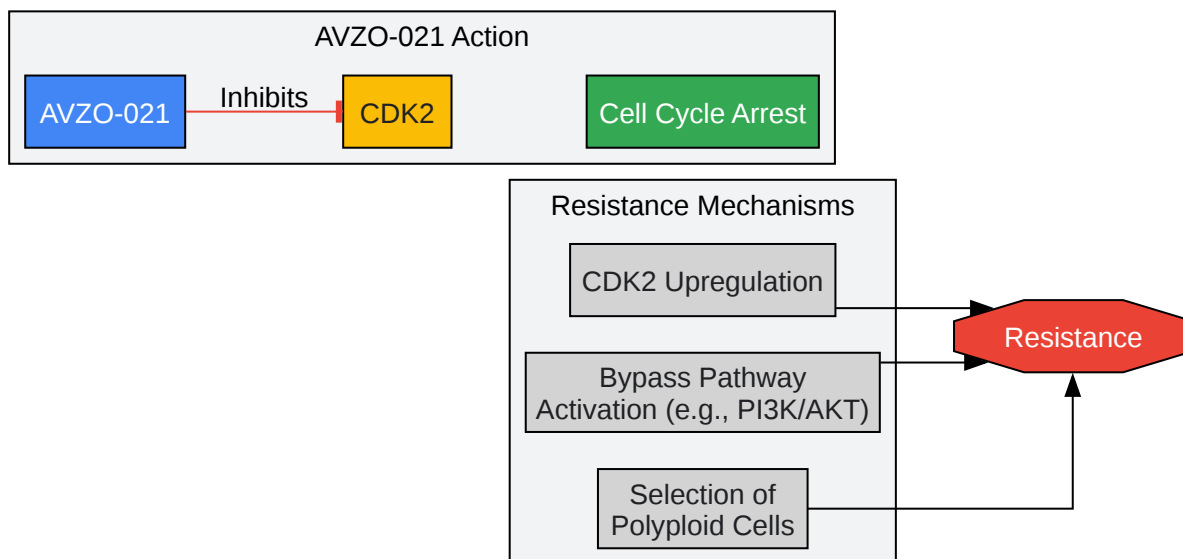 AVZO-021 Action
AVZO-021
Inhibits
CDK2
Cell Cycle Arrest
Resistance Mechanisms
CDK2 Upregulation
Bypass Pathway
Activation (e.g., PI3K/AKT)
Selection of
Polyploid Cells
Resistance